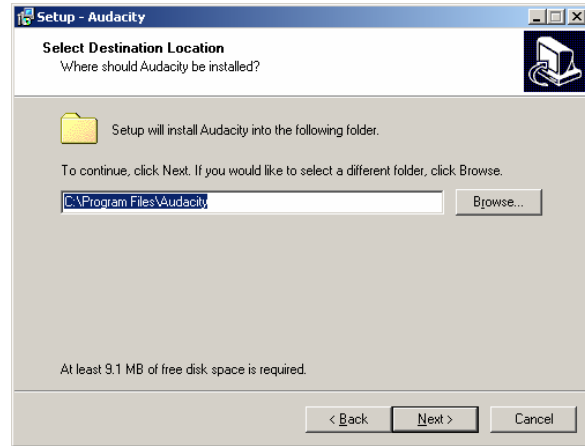 Setup - Audacity
Select Destination Location
Where should Audacity be installed?
Setup will install Audacity into the following folder.
To continue, click Next. If you would like to select a different folder, click Browse.
C:\Program Files\Audacity
Browse...
At least 9.1 MB of free disk space is required.
< Back
Next >
Cancel